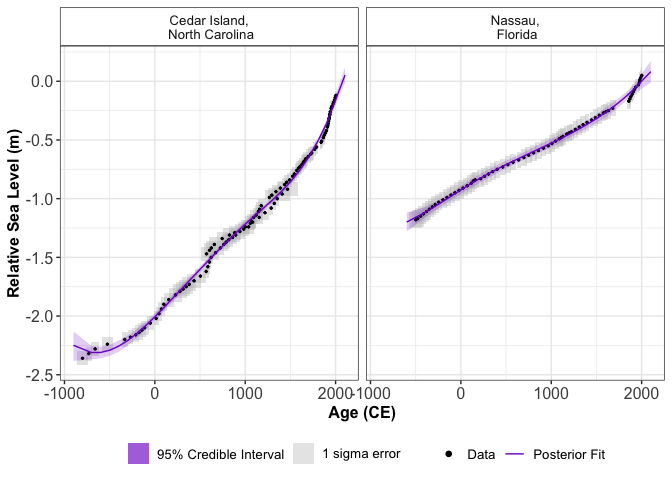 Cedar Island,
North Carolina
Nassau,
Florida
Relative Sea Level (m)
0.0
-0.5
-1.0
-1.5
-2.0
-2.5
-1000 0 1000 2000 -1000 0 1000 2000
Age (CE)
95% Credible Interval 1 sigma error Data Posterior Fit